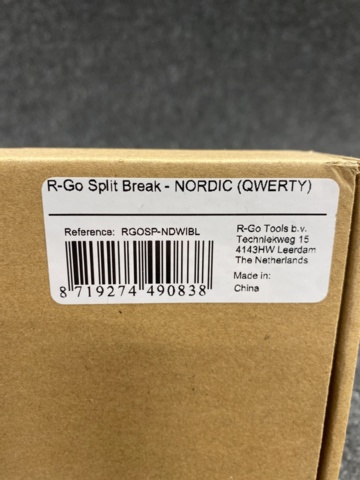 R-Go Split Break - NORDIC (QWERTY)
Reference: RGOSP-NDWIBL
8 719274 490838
R-Go Tools b.v.
Techniekweg 15
4143HW Leerdam
The Netherlands
Made in:
China